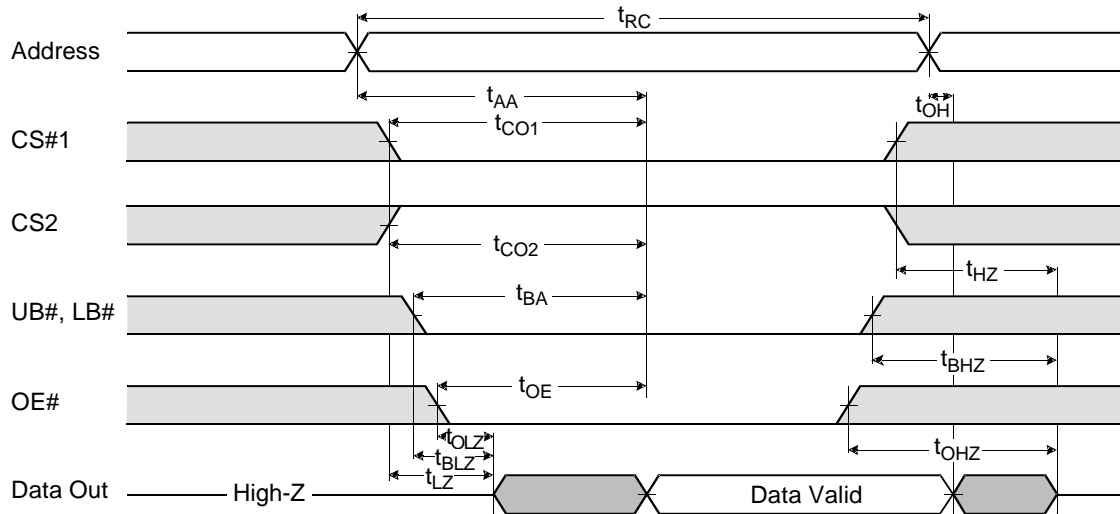 tRC
Address
tAA
tOH
CS#1
tCO1
CS2
tCO2
tHZ
UB#, LB#
tBA
tBHZ
OE#
tOE
tOLZ
tOHZ
tBLZ
tLZ
Data Out
High-Z
Data Valid